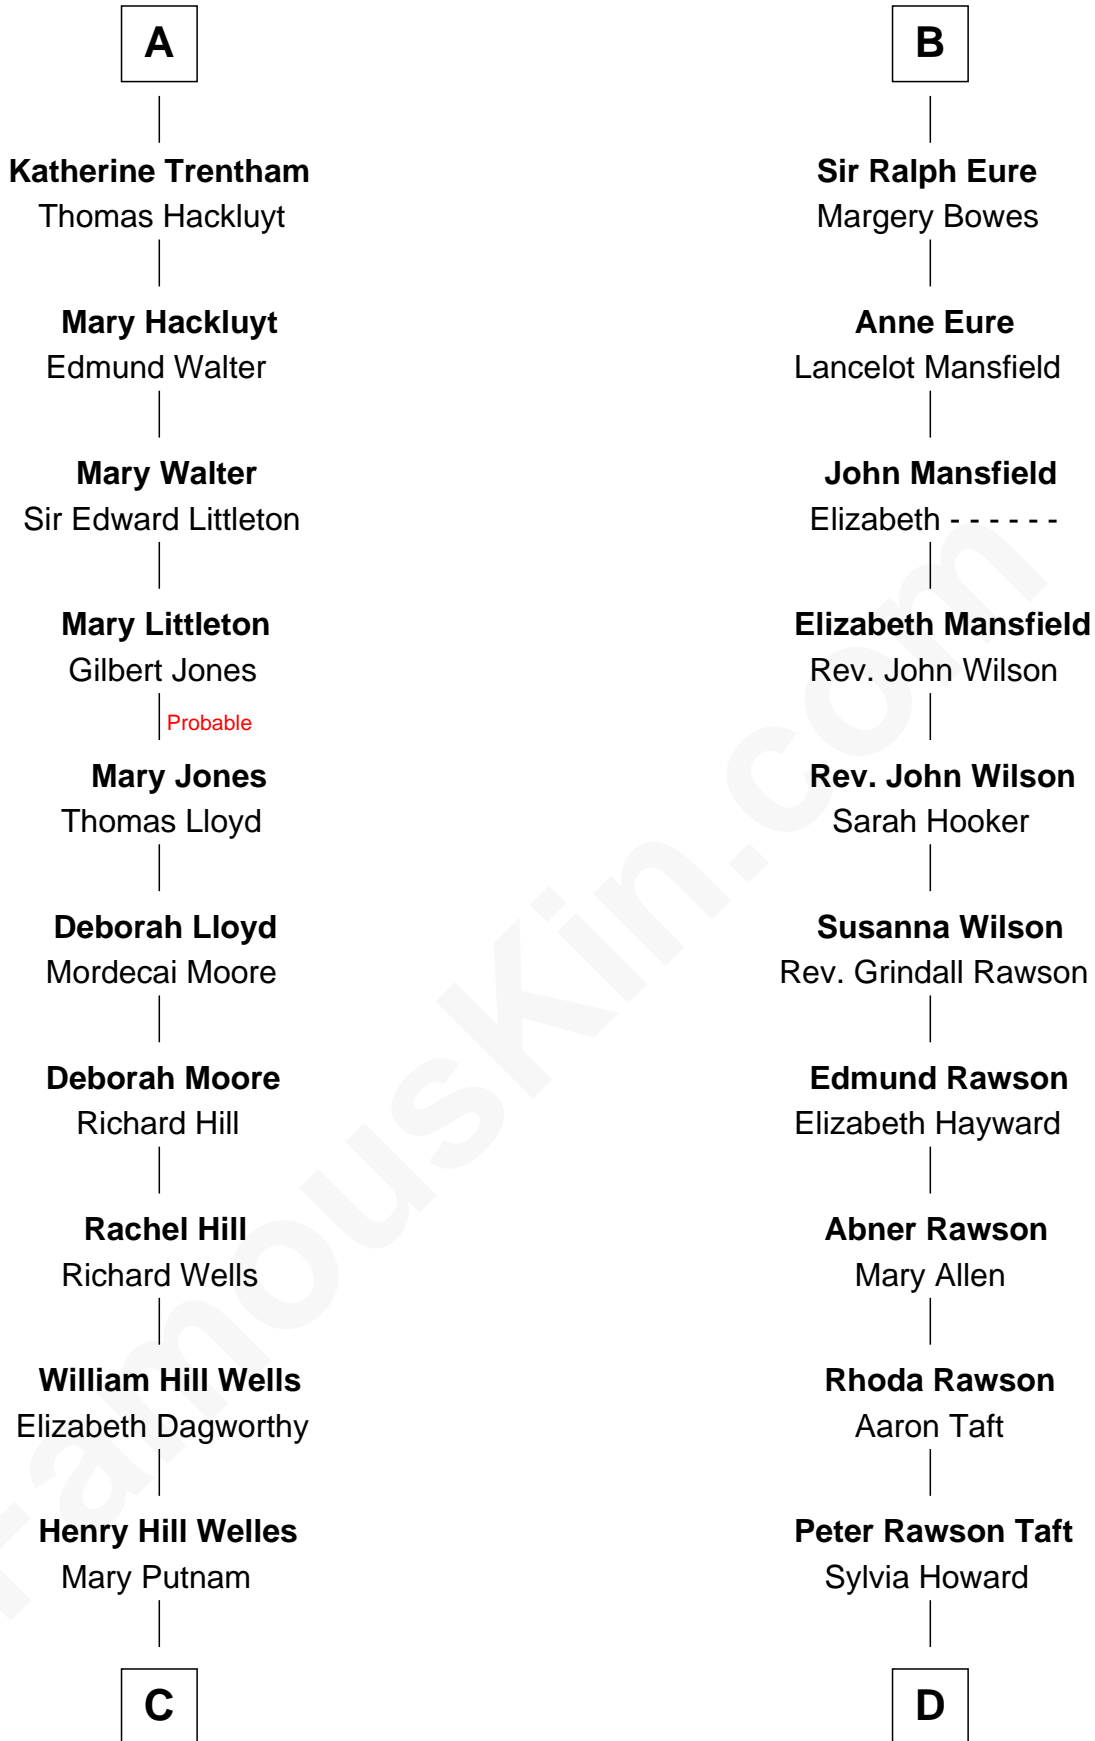 A
Katherine Trentham
Thomas Hackluyt
Mary Hackluyt
Edmund Walter
Mary Walter
Sir Edward Littleton
Mary Littleton
Gilbert Jones
Probable
Mary Jones
Thomas Lloyd
Deborah Lloyd
Mordecai Moore
Deborah Moore
Richard Hill
Rachel Hill
Richard Wells
William Hill Wells
Elizabeth Dagworthy
Henry Hill Welles
Mary Putnam
C
B
Sir Ralph Eure
Margery Bowes
Anne Eure
Lancelot Mansfield
John Mansfield
Elizabeth - - - - - -
Elizabeth Mansfield
Rev. John Wilson
Rev. John Wilson
Sarah Hooker
Susanna Wilson
Rev. Grindall Rawson
Edmund Rawson
Elizabeth Hayward
Abner Rawson
Mary Allen
Rhoda Rawson
Aaron Taft
Peter Rawson Taft
Sylvia Howard
D
FamousKin.com